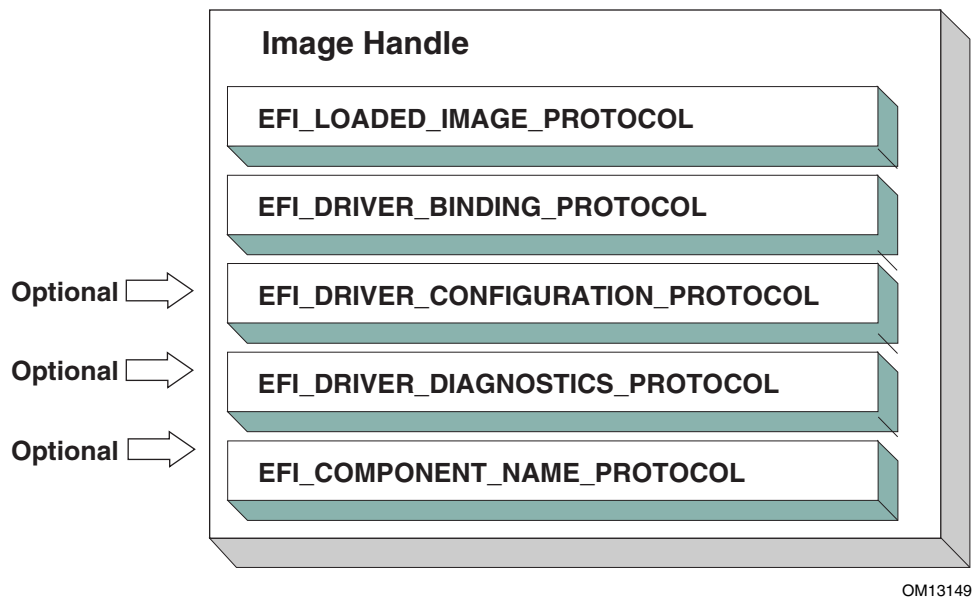 Image Handle
EFI_LOADED_IMAGE_PROTOCOL
EFI_DRIVER_BINDING_PROTOCOL
Optional
EFI_DRIVER_CONFIGURATION_PROTOCOL
Optional
EFI_DRIVER_DIAGNOSTICS_PROTOCOL
Optional
EFI_COMPONENT_NAME_PROTOCOL
OM13149